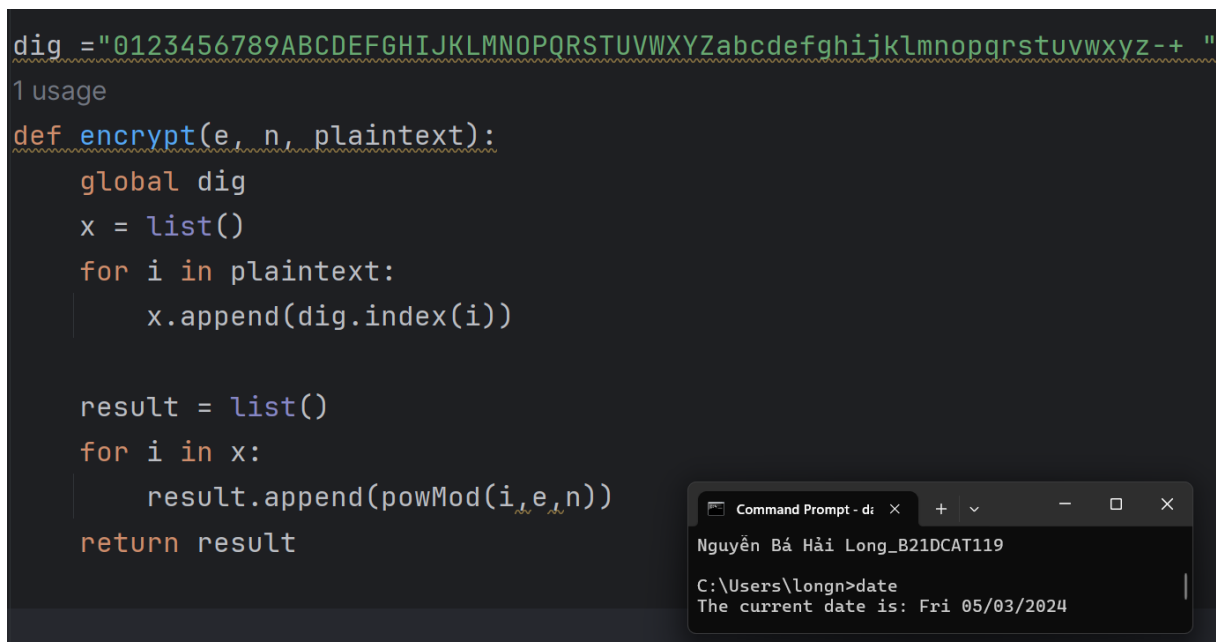 dig ="0123456789ABCDEFGHIJKLMNOPQRSTUVWXYZabcdefghijklmnopqrstuvwxyz-+ "
1 usage
def encrypt(e, n, plaintext):
    global dig
    x = list()
    for i in plaintext:
        x.append(dig.index(i))
    result = list()
    for i in x:
        result.append(powMod(i,e,n))
    return result
Command Prompt - da
Nguyễn Bá Hải Long_B21DCAT119
C:\Users\longn>date
The current date is: Fri 05/03/2024